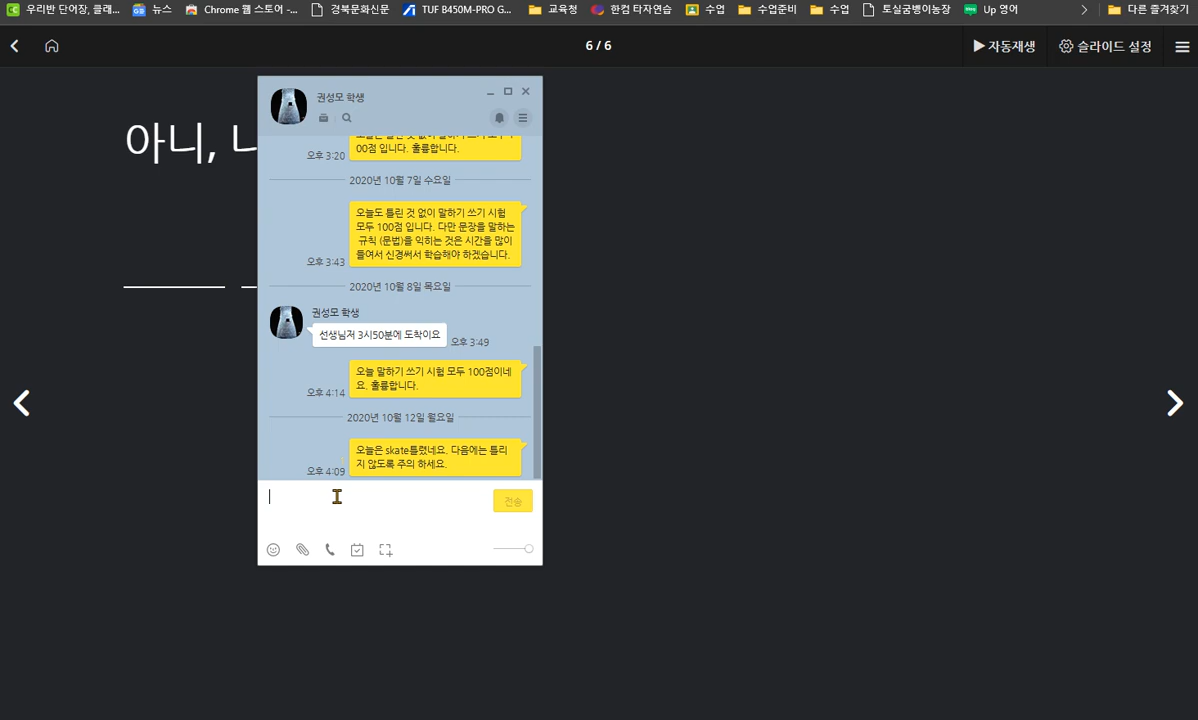 우리반 단어장, 클래... 뉴스 Chrome 웹 스토어 -... 경북문화신문 TUF B450M-PRO G... 교육청 한컴 타자연습 수업 수업준비 수업 토실굼벵이농장 Up 영어 다른 즐겨찾기
6 / 6
자동재생
슬라이드 설정
아니,
권성모 학생
00점 입니다. 훌륭합니다.
오후 3:20
2020년 10월 7일 수요일
오늘도 틀린 것 없이 말하기 쓰기 시험
모두 100점 입니다. 다만 문장을 말하는
규칙 (문법)을 익히는 것은 시간을 많이
들여서 신경써서 학습해야 하겠습니다.
오후 3:43
2020년 10월 8일 목요일
권성모 학생
선생님저 3시50분에 도착이요
오후 3:49
오늘 말하기 쓰기 시험 모두 100점이네
요. 훌륭합니다.
오후 4:14
2020년 10월 12일 월요일
오늘은 skate틀렸네요. 다음에는 틀리
지 않도록 주의 하세요.
오후 4:09
전송